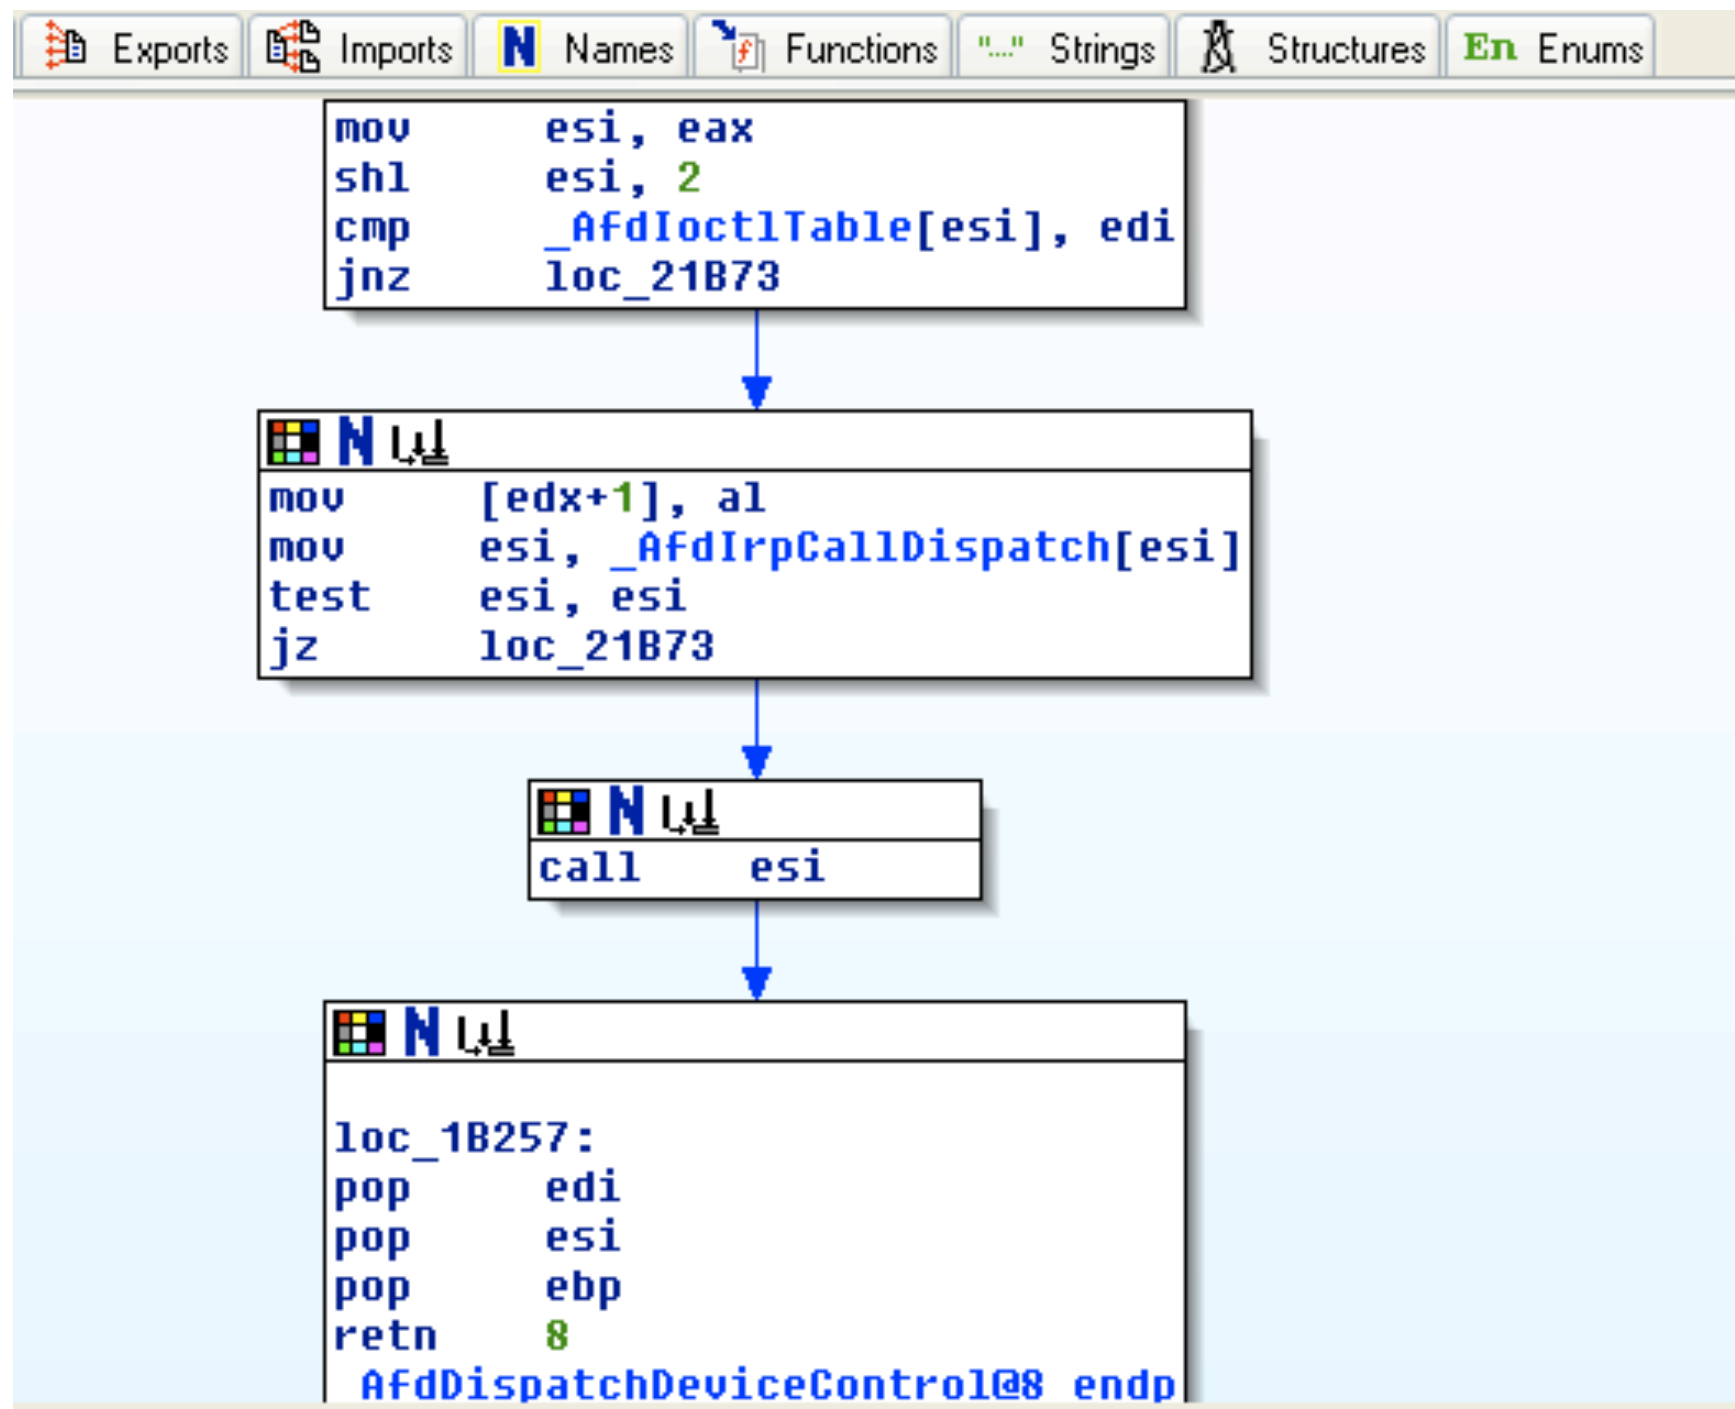 Exports Imports N Names f Functions "..." Strings Structures En Enums
mov esi, eax
shl esi, 2
cmp _AfdIoctlTable[esi], edi
jnz loc_21B73
N
mov [edx+1], al
mov esi, _AfdIrpCallDispatch[esi]
test esi, esi
jz loc_21B73
N
call esi
N
loc_1B257:
pop edi
pop esi
pop ebp
retn 8
_AfdDispatchDeviceControl@8 endp